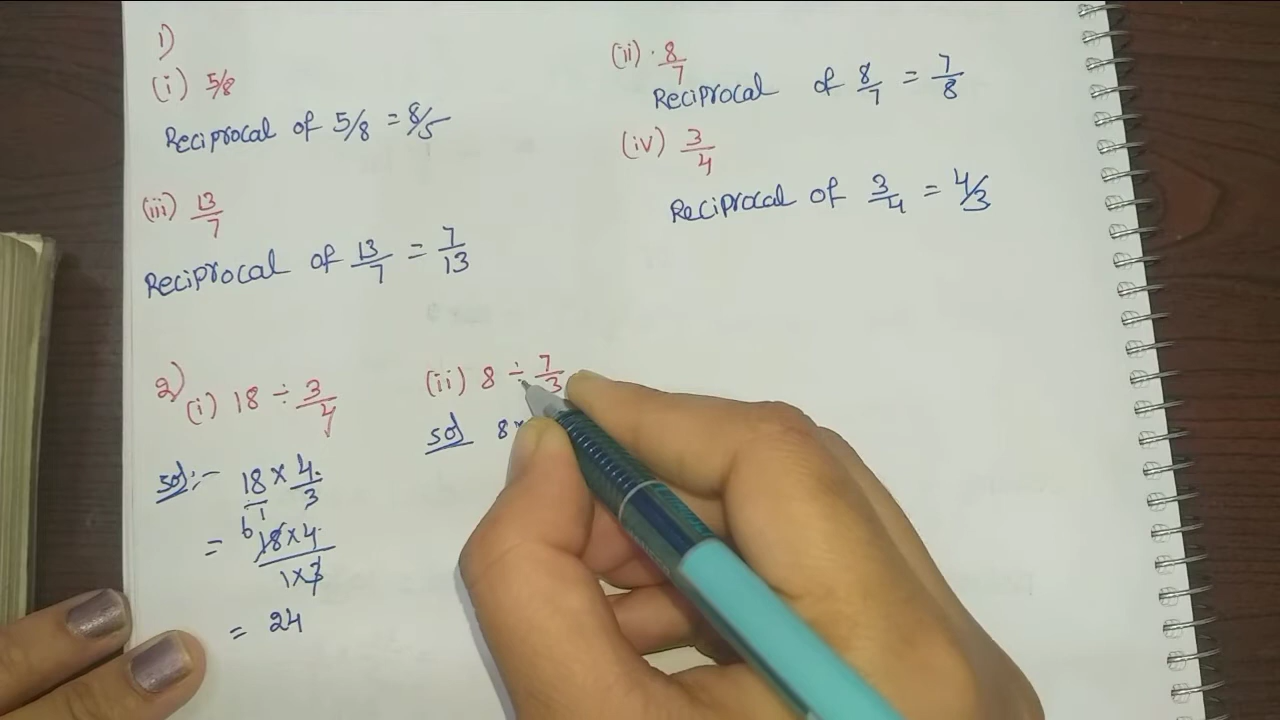 1)
(i) 5/8
Reciprocal of 5/8 = 8/5
(ii) · 8/7
Reciprocal of 8/7 = 7/8
(iii) 13/7
Reciprocal of 13/7 = 7/13
(iv) 3/4
Reciprocal of 3/4 = 4/3
2)
(i) 18 ÷ 3/4
Sol:- 18/1 × 4/3
= 6 18×4 / 1×3
= 24
(ii) 8 ÷ 7/3
Sol 8×